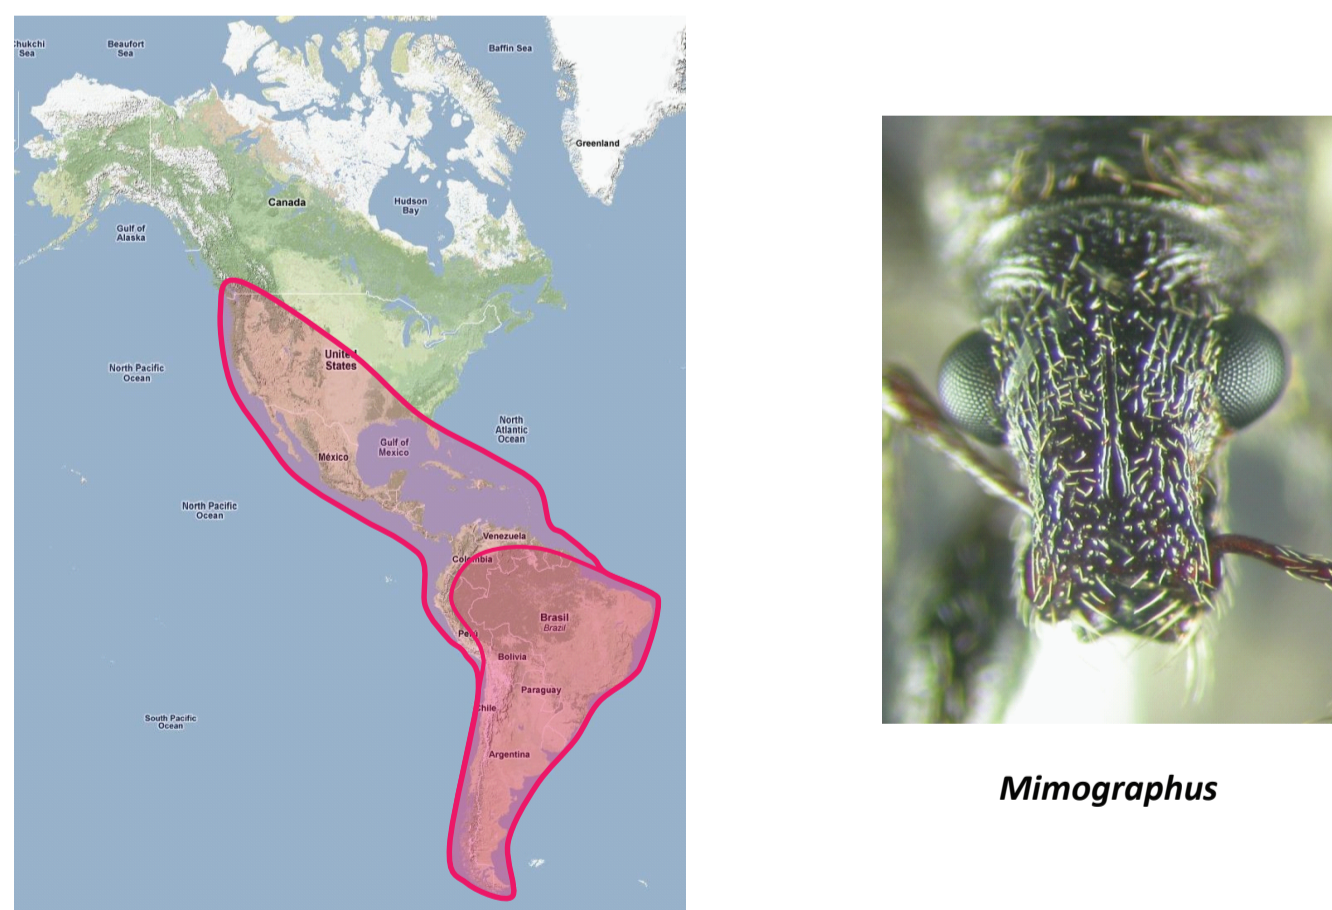 Chukchi
Sea
Beaufort
Sea
Baffin Sea
Greenland
Canada
Hudson
Bay
Gulf of
Alaska
United
States
North Pacific
Ocean
North
Atlantic
Ocean
Gulf of
Mexico
México
North Pacific
Ocean
Venezuela
Colombia
Brasil
Brazil
Perú
Bolivia
Paraguay
Chile
South Pacific
Ocean
Argentina
Mimographus